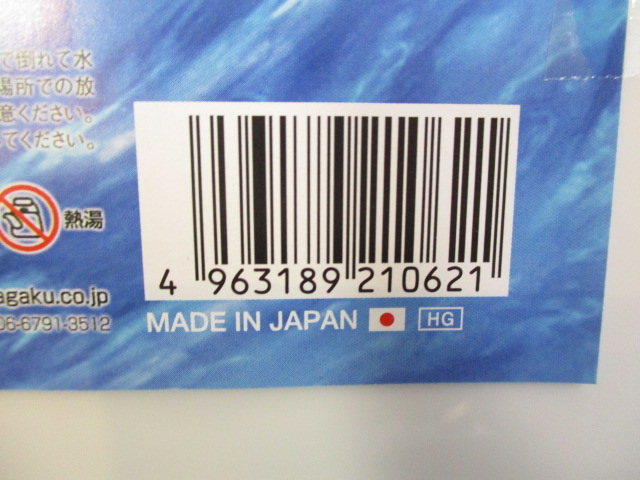 で倒れて水
場所での放
意ください。
てください。
熱湯
agaku.co.jp
06-6791-3512
4 963189 210621
MADE IN JAPAN HG